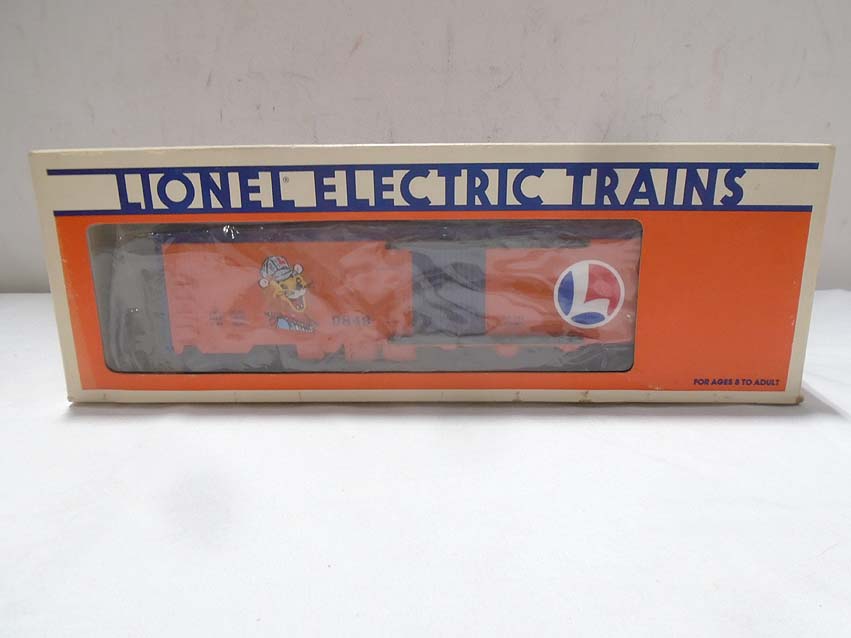 LIONEL® ELECTRIC TRAINS
L
FOR AGES 8 TO ADULT